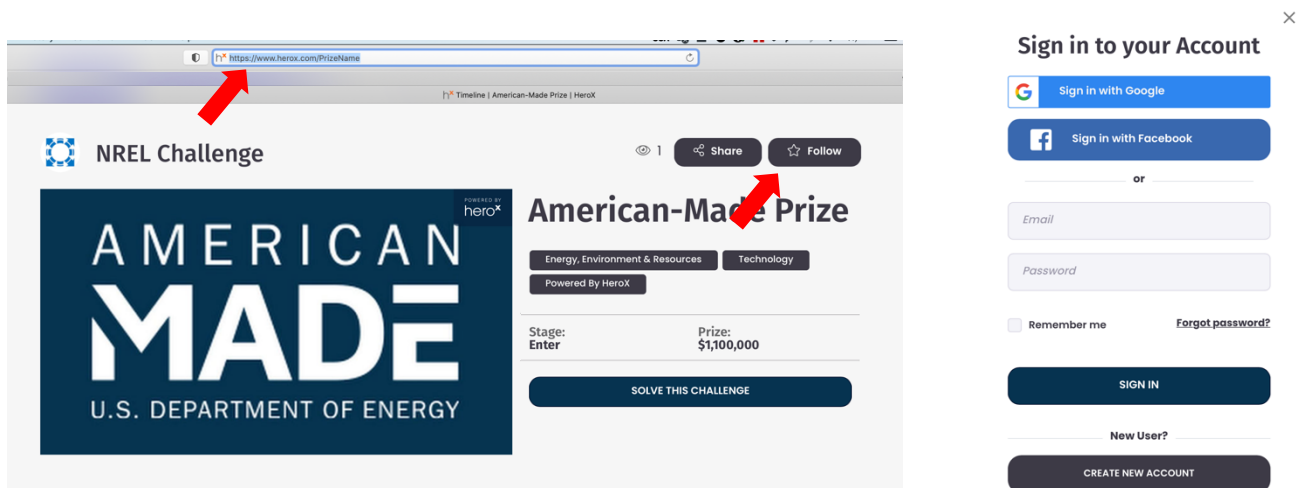 https://www.herox.com/PrizeName
Timeline | American-Made Prize | HeroX
NREL Challenge
1
Share
Follow
POWERED BY
herox
AMERICAN
MADE
U.S. DEPARTMENT OF ENERGY
American-Made Prize
Energy, Environment & Resources
Technology
Powered By HeroX
Stage:
Prize:
Enter
$1,100,000
SOLVE THIS CHALLENGE
Sign in to your Account
Sign in with Google
Sign in with Facebook
or
Email
Password
Remember me
Forgot password?
SIGN IN
New User?
CREATE NEW ACCOUNT